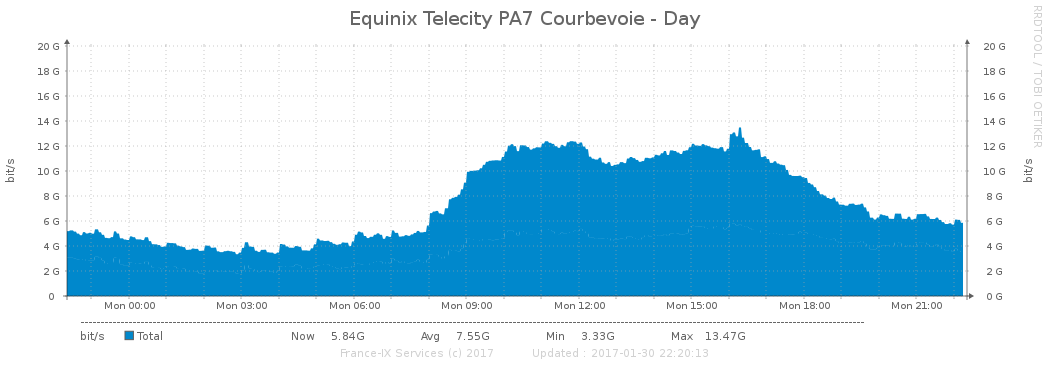 Equinix Telecity PA7 Courbevoie - Day
RRDTOOL / TOBI OETIKER
bit/s
bit/s
20 G 20 G
18 G 18 G
16 G 16 G
14 G 14 G
12 G 12 G
10 G 10 G
8 G 8 G
6 G 6 G
4 G 4 G
2 G 2 G
0 0 G
Mon 00:00 Mon 03:00 Mon 06:00 Mon 09:00 Mon 12:00 Mon 15:00 Mon 18:00 Mon 21:00
bit/s Total Now 5.84G Avg 7.55G Min 3.33G Max 13.47G
France-IX Services (c) 2017 Updated : 2017-01-30 22:20:13